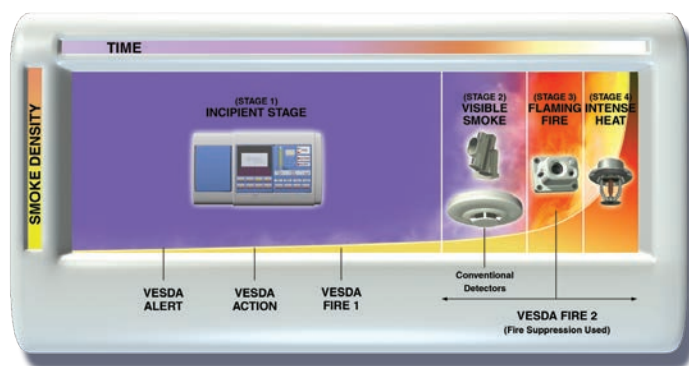 TIME
SMOKE DENSITY
(STAGE 1)
INCIPIENT STAGE
(STAGE 2)
VISIBLE
SMOKE
(STAGE 3)
FLAMING
FIRE
(STAGE 4)
INTENSE
HEAT
VESDA
ALERT
VESDA
ACTION
VESDA
FIRE 1
Conventional
Detectors
VESDA FIRE 2
(Fire Suppression Used)